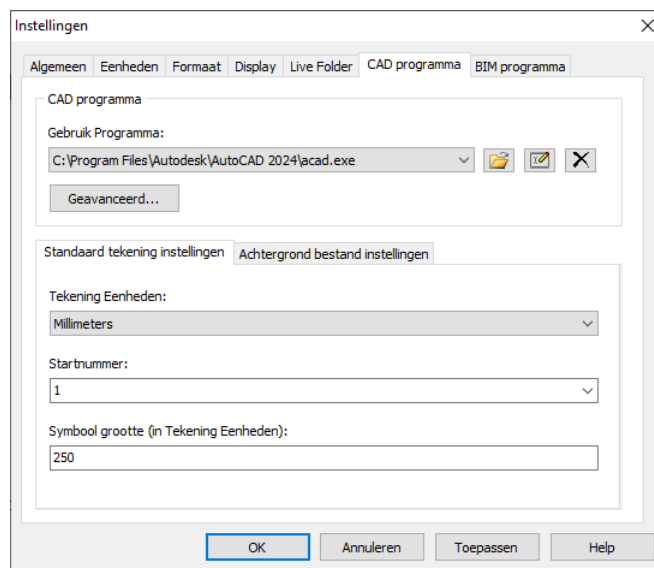 Instellingen
Algemeen Eenheden Formaat Display Live Folder CAD programma BIM programma
CAD programma
Gebruik Programma:
C:\Program Files\Autodesk\AutoCAD 2024\acad.exe
Geavanceerd...
Standaard tekening instellingen Achtergrond bestand instellingen
Tekening Eenheden:
Millimeters
Startnummer:
1
Symbool grootte (in Tekening Eenheden):
250
OK Annuleren Toepassen Help